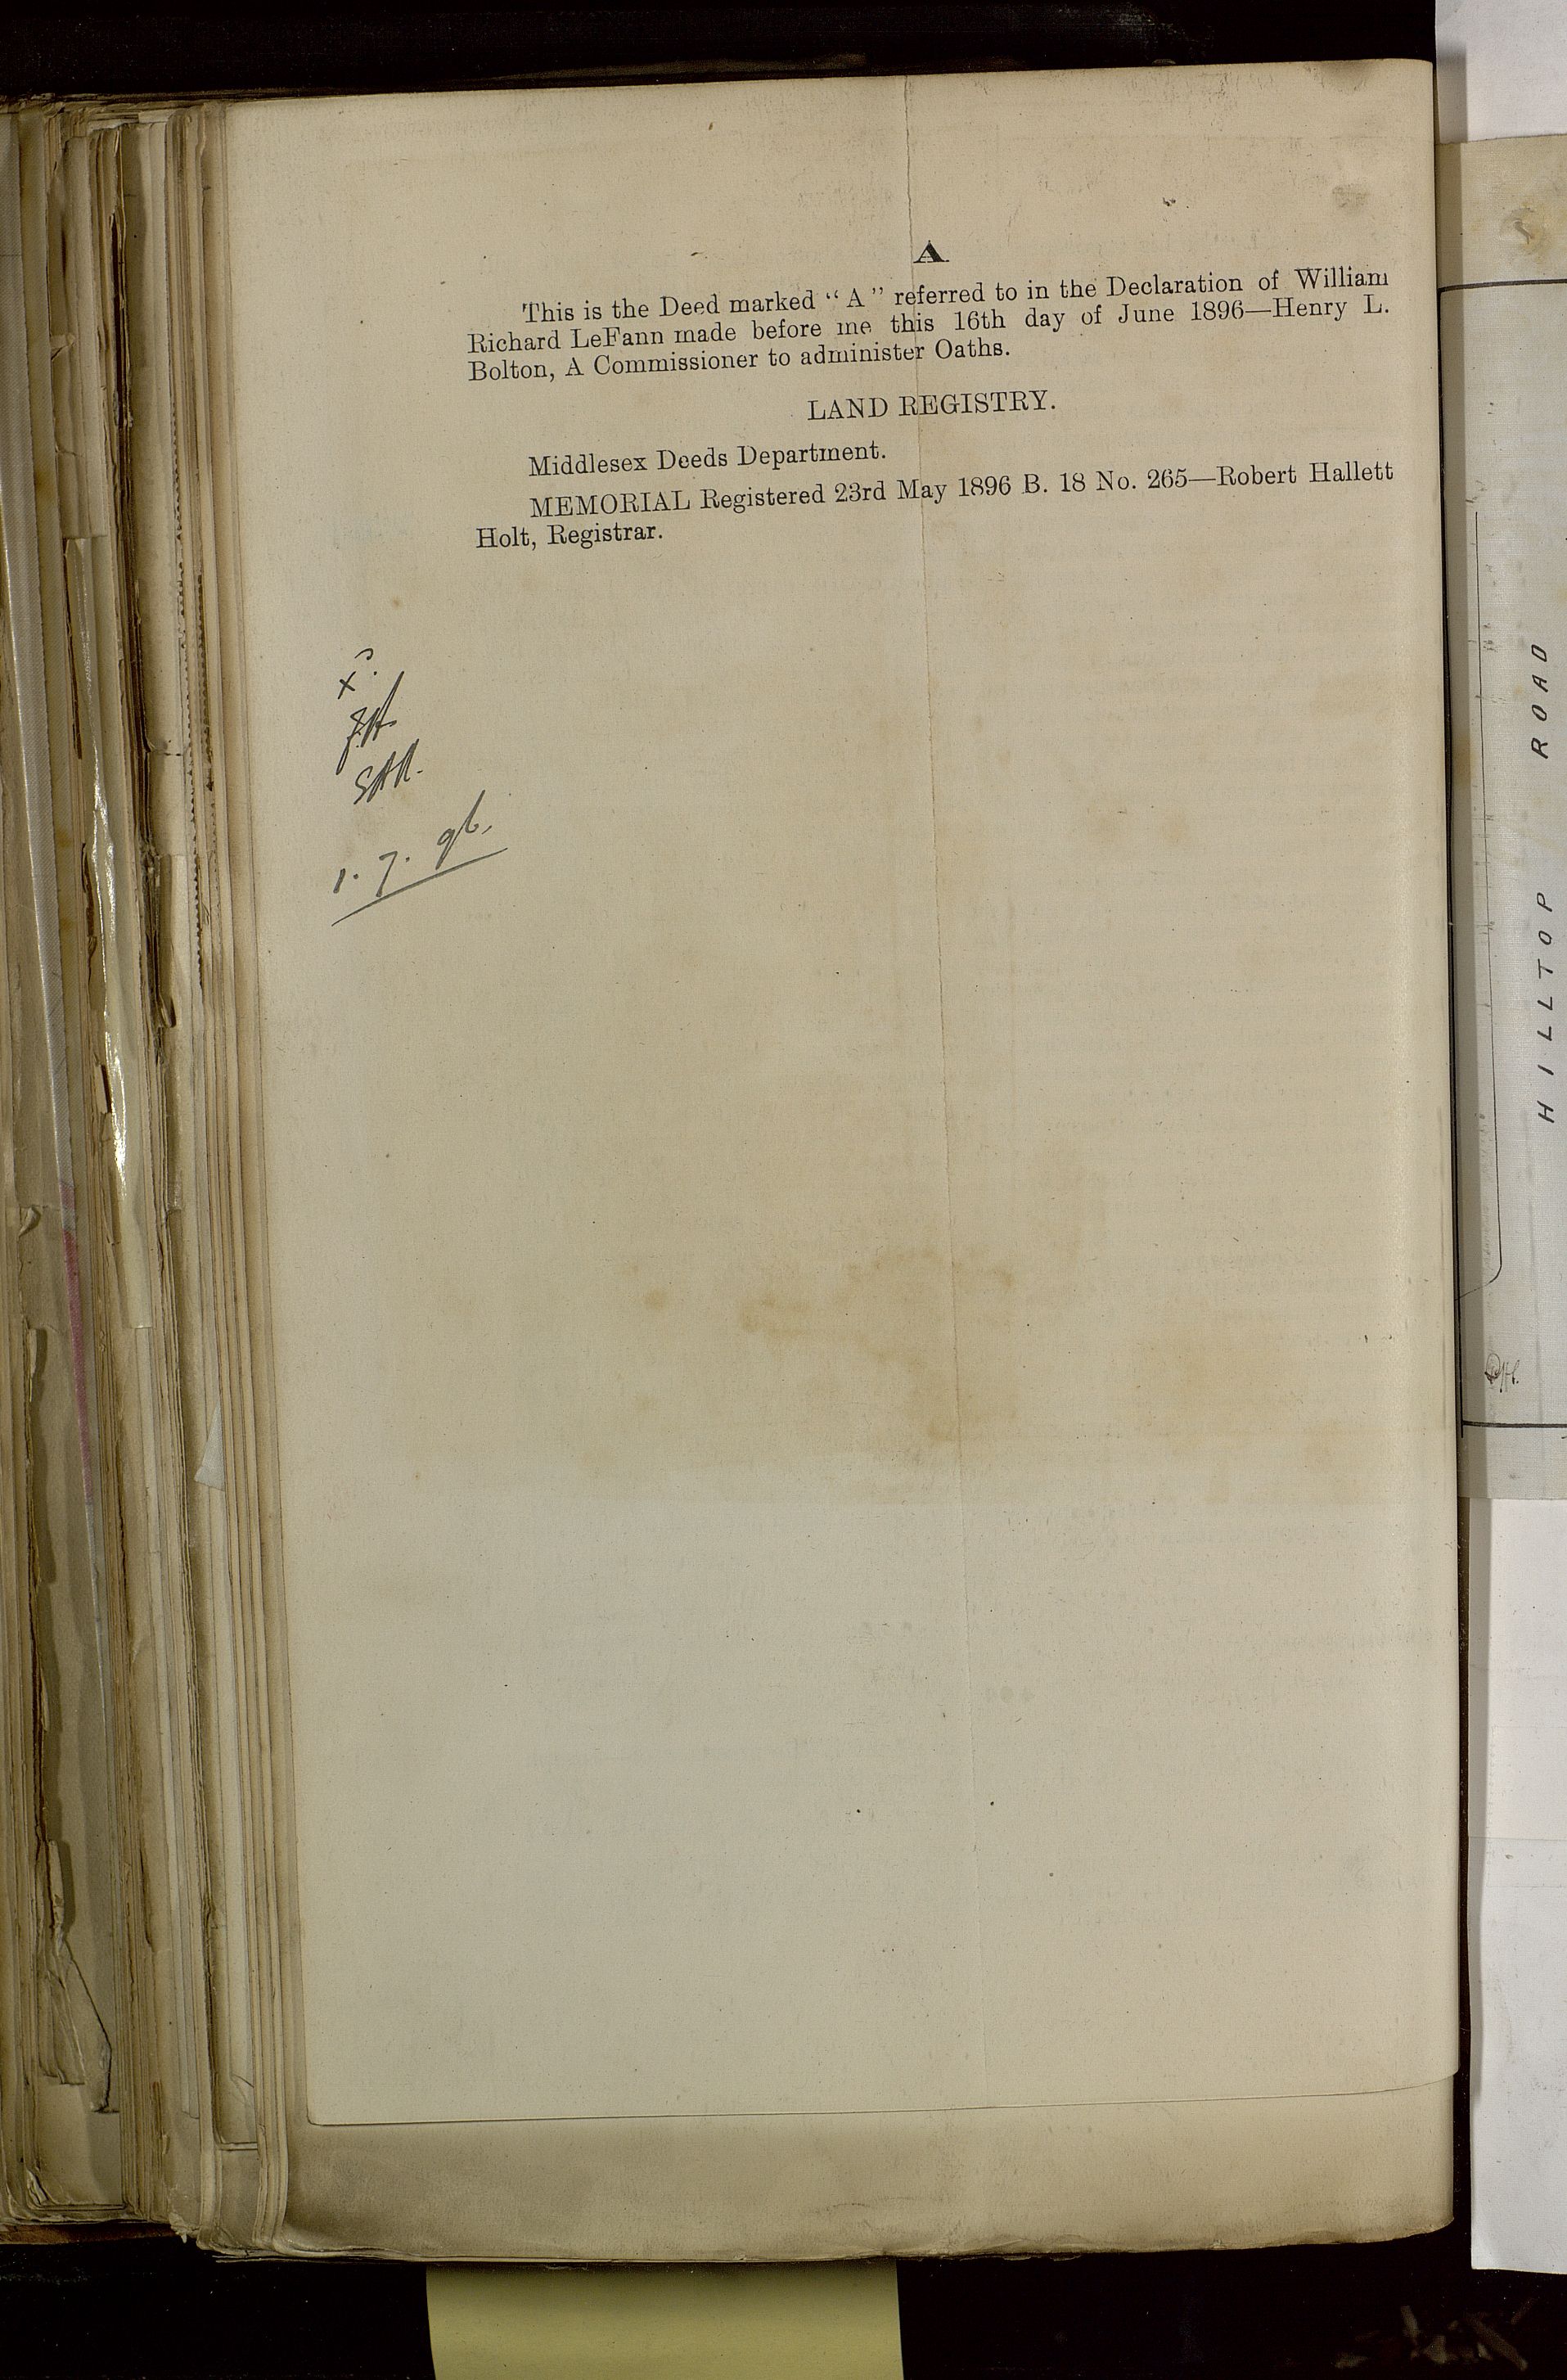 A
This is the Deed marked “ A ” referred to in the Declaration of William
Richard LeFann made before me this 16th day of June 1896—Henry L.
Bolton, A Commissioner to administer Oaths.
LAND REGISTRY.
Middlesex Deeds Department.
MEMORIAL Registered 23rd May 1896 B. 18 No. 265—Robert Hallett
Holt, Registrar.
1. 7. 96.
HILLTOP ROAD